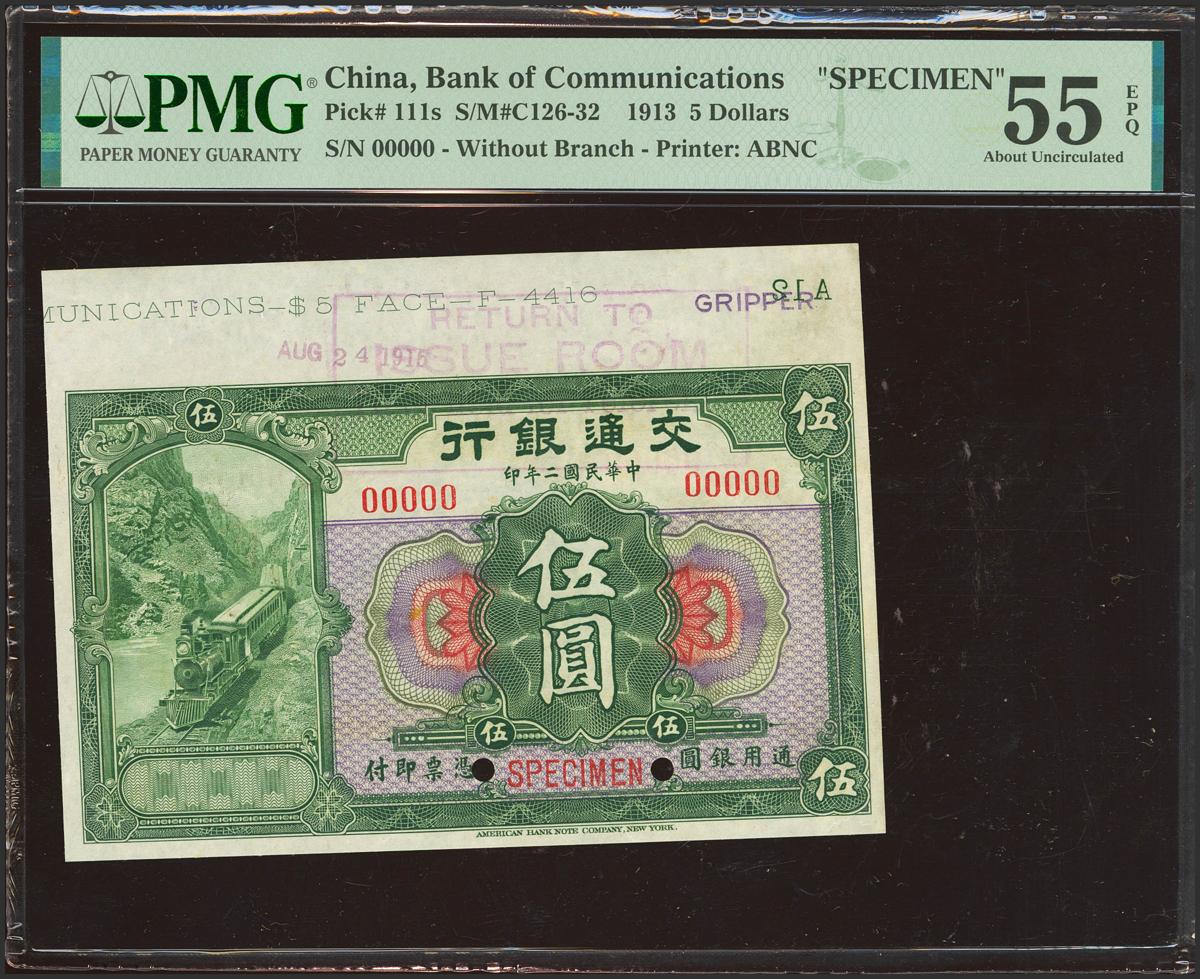 PMG®
PAPER MONEY GUARANTY
China, Bank of Communications "SPECIMEN"
Pick# 111s S/M#C126-32 1913 5 Dollars
S/N 00000 - Without Branch - Printer: ABNC
55
About Uncirculated
EPQ
MUNICATIONS-$5 FACE-F-4416
GRIPPER
RETURN TO
AUG 24 1915
ISSUE ROOM
伍
伍
行銀通交
印年二國民華中
00000
00000
伍圓
伍
伍
付即票憑
SPECIMEN
圓銀用通
伍
AMERICAN BANK NOTE COMPANY, NEW YORK.